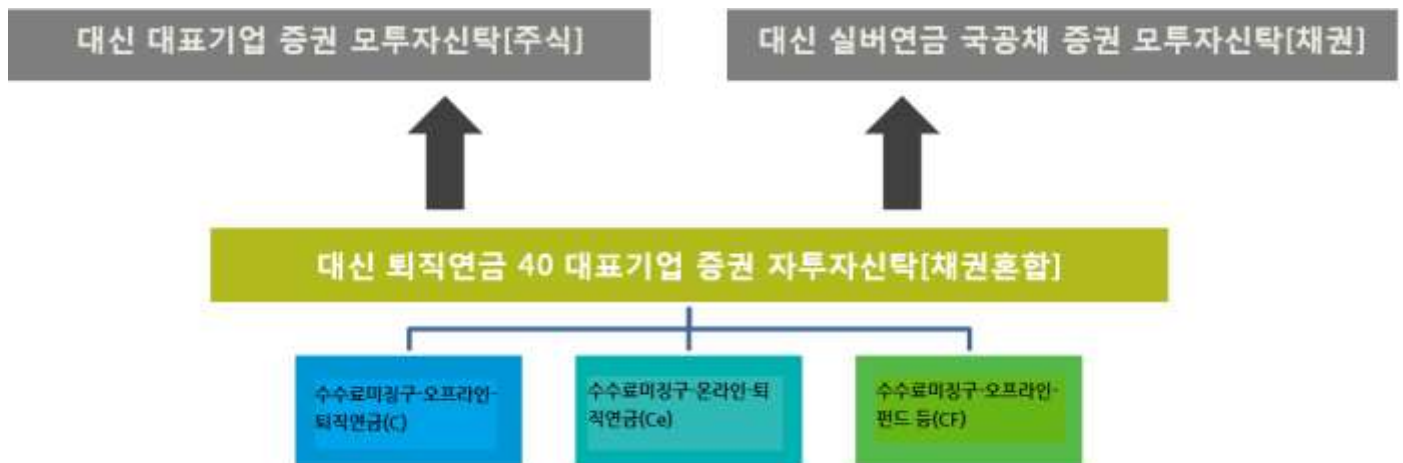 대신 대표기업 증권 모투자신탁[주식]
대신 실버연금 국공채 증권 모투자신탁[채권]
대신 퇴직연금 40 대표기업 증권 자투자신탁[채권혼합]
수수료미징구-오프라인-
퇴직연금(C)
수수료미징구-온라인-퇴
직연금(Ce)
수수료미징구-오프라인-
펀드 등(CF)